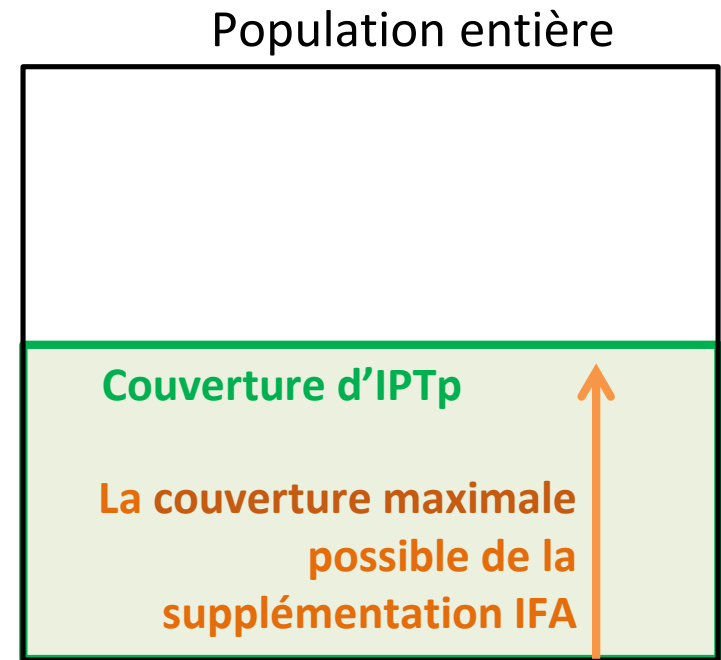 Population entière
Couverture d'IPTp
La couverture maximale
possible de la
supplémentation IFA